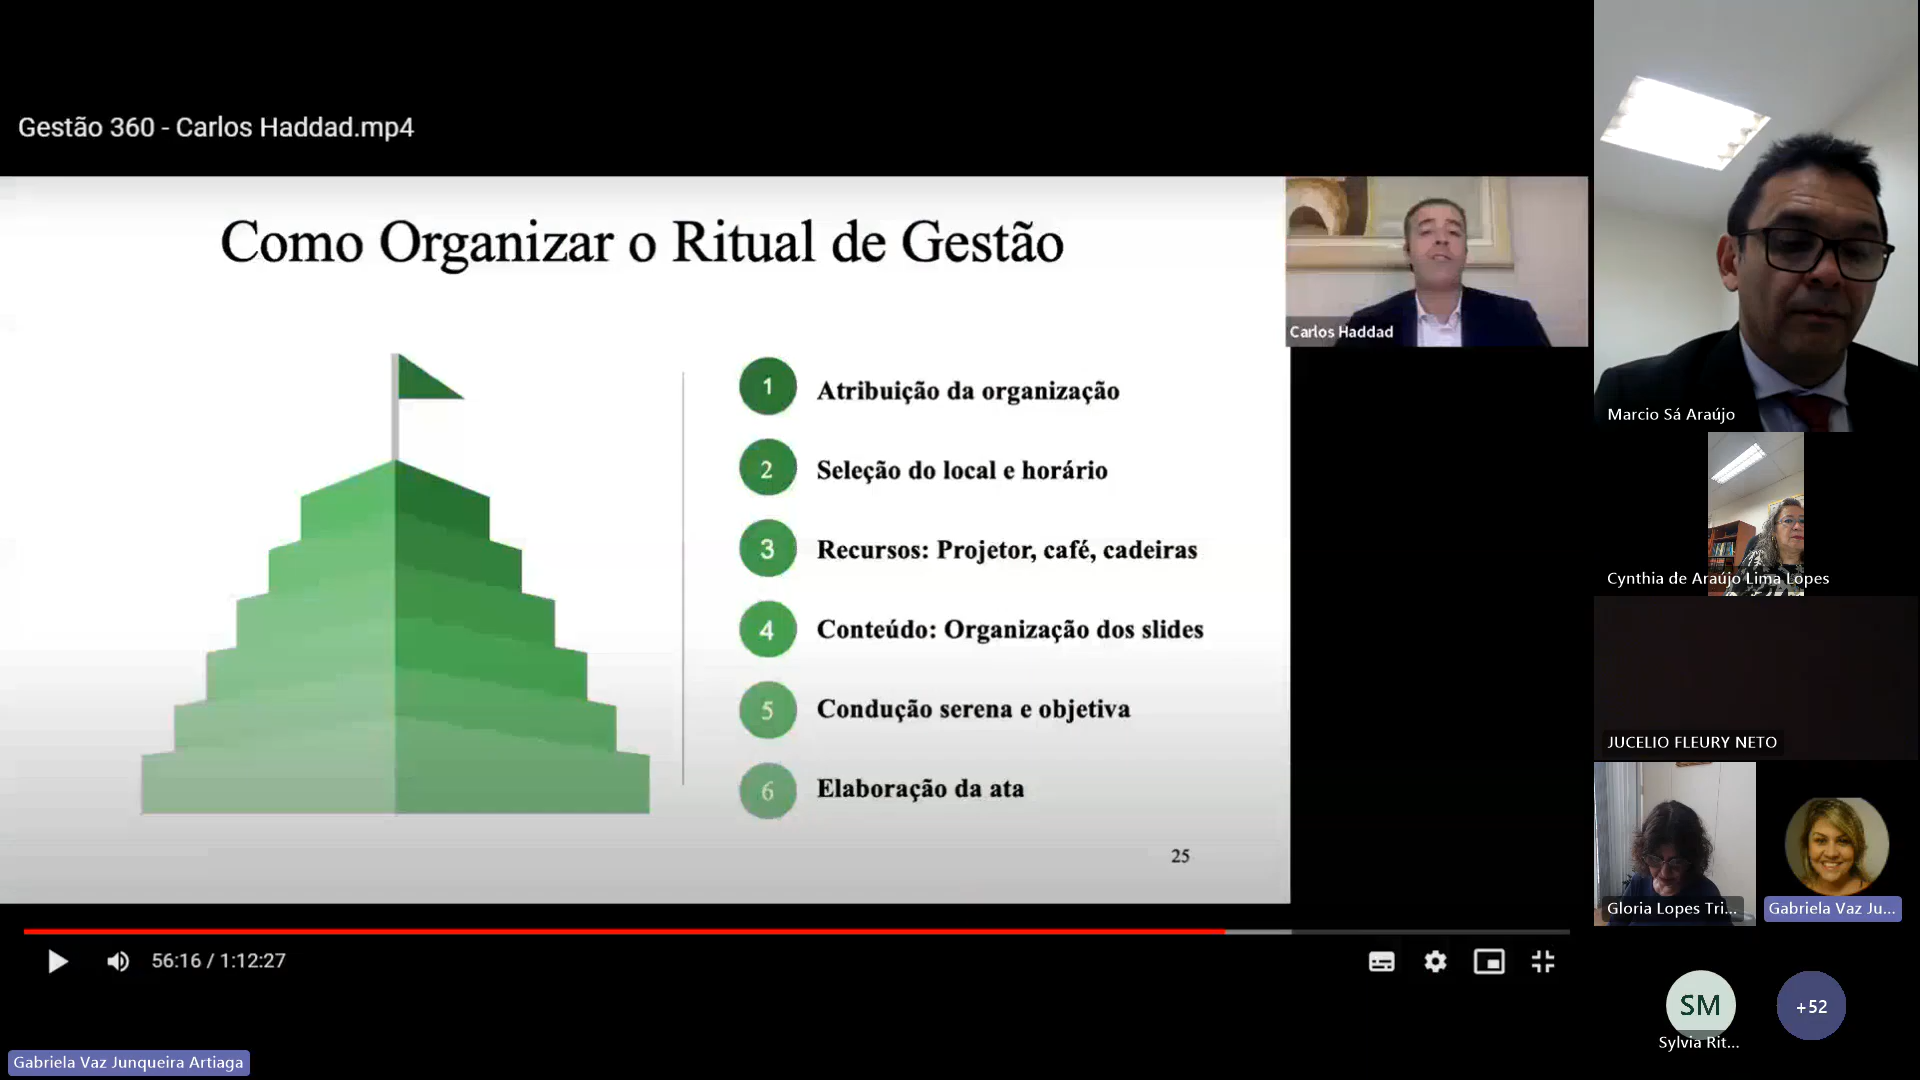 Gestão 360 - Carlos Haddad.mp4
Como Organizar o Ritual de Gestão
1 Atribuição da organização
2 Seleção do local e horário
3 Recursos: Projetor, café, cadeiras
4 Conteúdo: Organização dos slides
5 Condução serena e objetiva
6 Elaboração da ata
25
Carlos Haddad
56:16 / 1:12:27
Gabriela Vaz Junqueira Artiaga
Marcio Sá Araújo
Cynthia de Araújo Lima Lopes
JUCELIO FLEURY NETO
Gloria Lopes Tri...
Gabriela Vaz Ju...
SM
Sylvia Rit...
+52